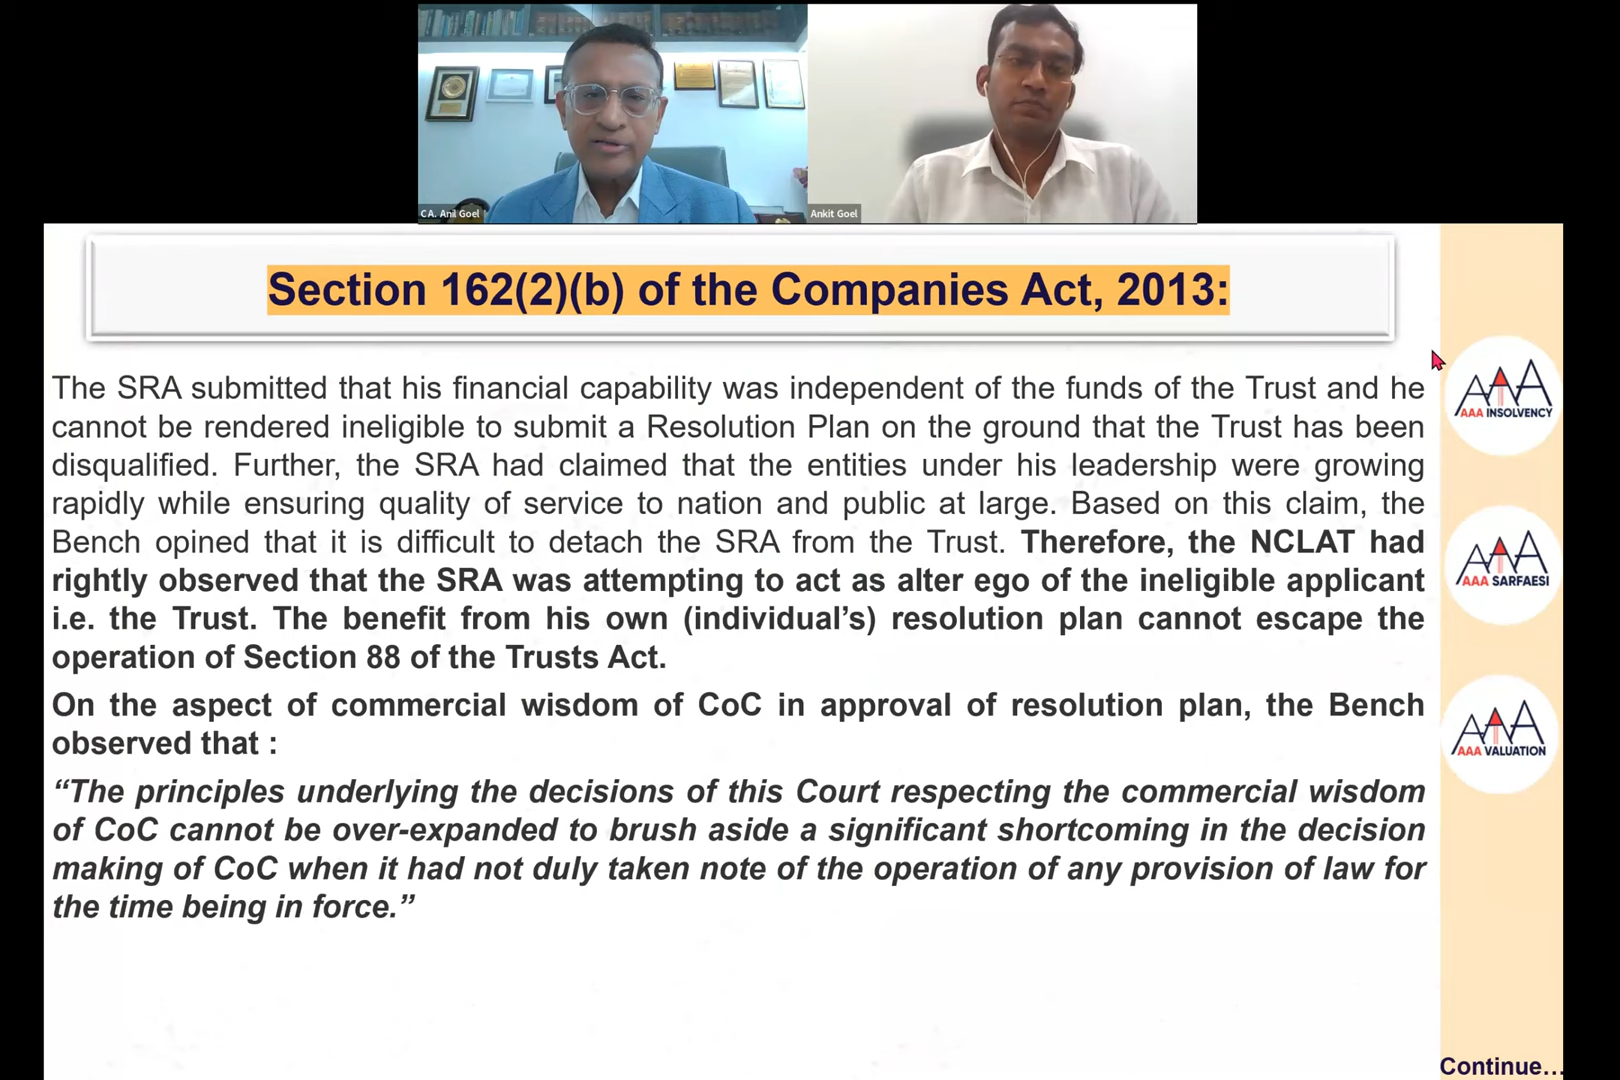 CA. Anil Goel
Ankit Goel
Section 162(2)(b) of the Companies Act, 2013:
The SRA submitted that his financial capability was independent of the funds of the Trust and he
cannot be rendered ineligible to submit a Resolution Plan on the ground that the Trust has been
disqualified. Further, the SRA had claimed that the entities under his leadership were growing
rapidly while ensuring quality of service to nation and public at large. Based on this claim, the
Bench opined that it is difficult to detach the SRA from the Trust. Therefore, the NCLAT had
rightly observed that the SRA was attempting to act as alter ego of the ineligible applicant
i.e. the Trust. The benefit from his own (individual’s) resolution plan cannot escape the
operation of Section 88 of the Trusts Act.
On the aspect of commercial wisdom of CoC in approval of resolution plan, the Bench
observed that :
“The principles underlying the decisions of this Court respecting the commercial wisdom
of CoC cannot be over-expanded to brush aside a significant shortcoming in the decision
making of CoC when it had not duly taken note of the operation of any provision of law for
the time being in force.”
AAA
AAA INSOLVENCY
AAA
AAA SARFAESI
AAA
AAA VALUATION
Continue...